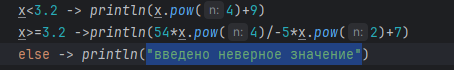 x<3.2 -> println(x.pow( n: 4)+9)
x>=3.2 ->println(54*x.pow( n: 4)/-5*x.pow( n: 2)+7)
else -> println("введено неверное значение")